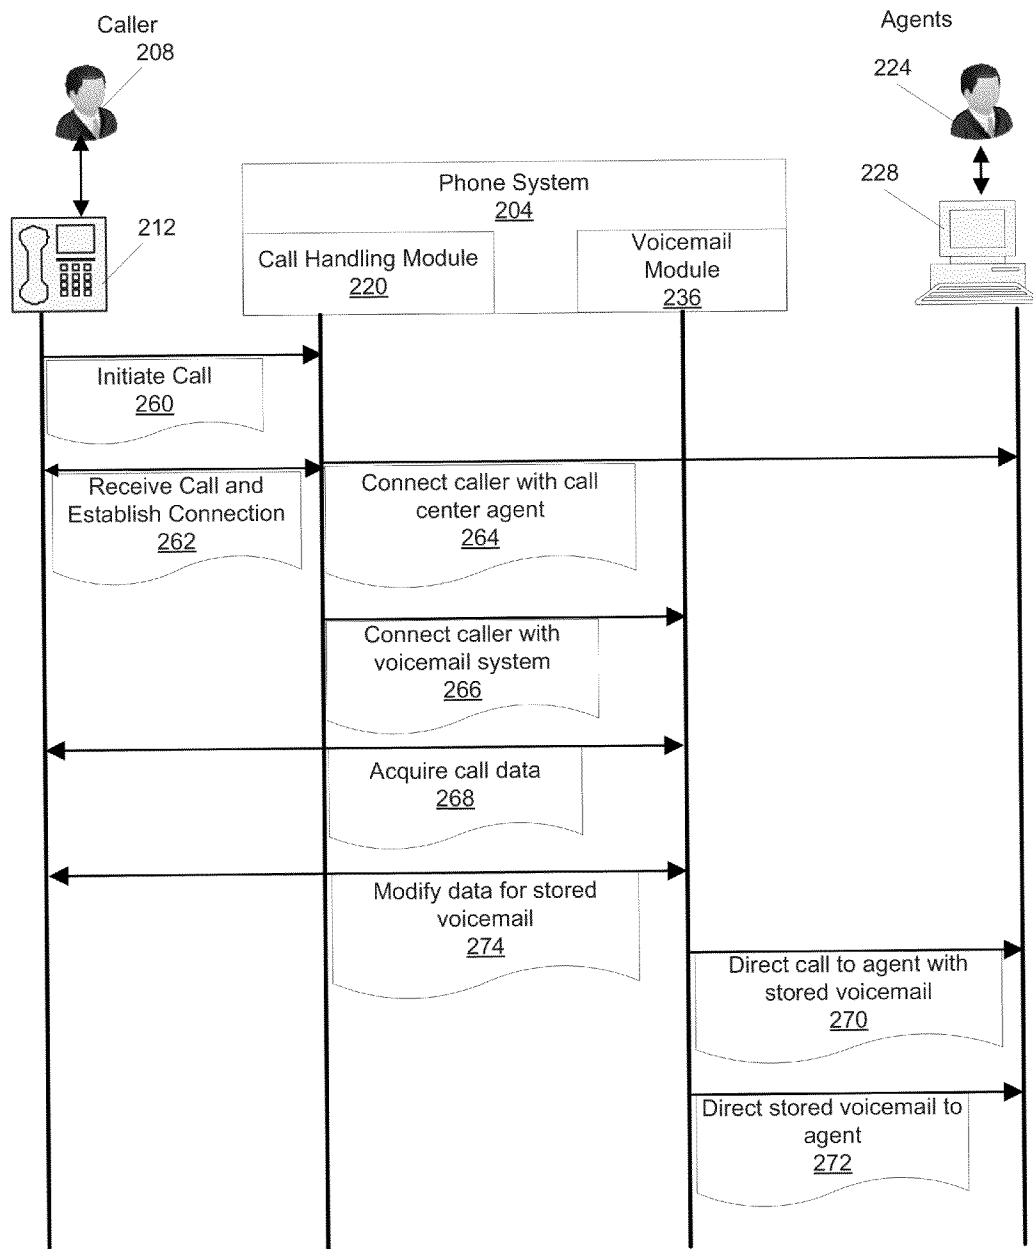 Caller
208
Agents
224
228
212
Phone System
204
Call Handling Module
220
Voicemail
Module
236
Initiate Call
260
Receive Call and
Establish Connection
262
Connect caller with call
center agent
264
Connect caller with
voicemail system
266
Acquire call data
268
Modify data for stored
voicemail
274
Direct call to agent with
stored voicemail
270
Direct stored voicemail to
agent
272